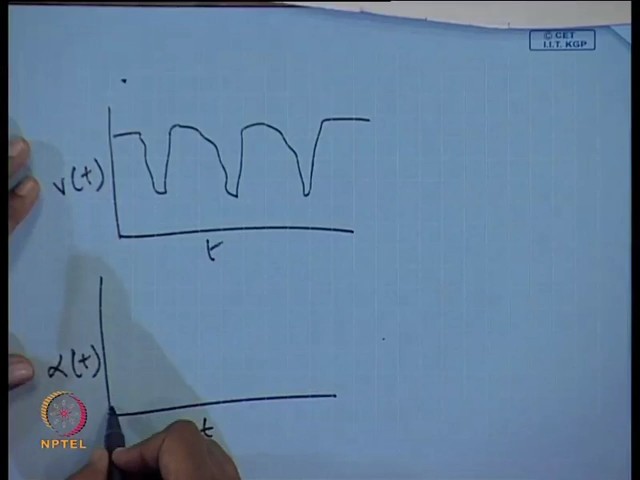 © CET
I.I.T. KGP
v(t)
t
α(t)
t
NPTEL